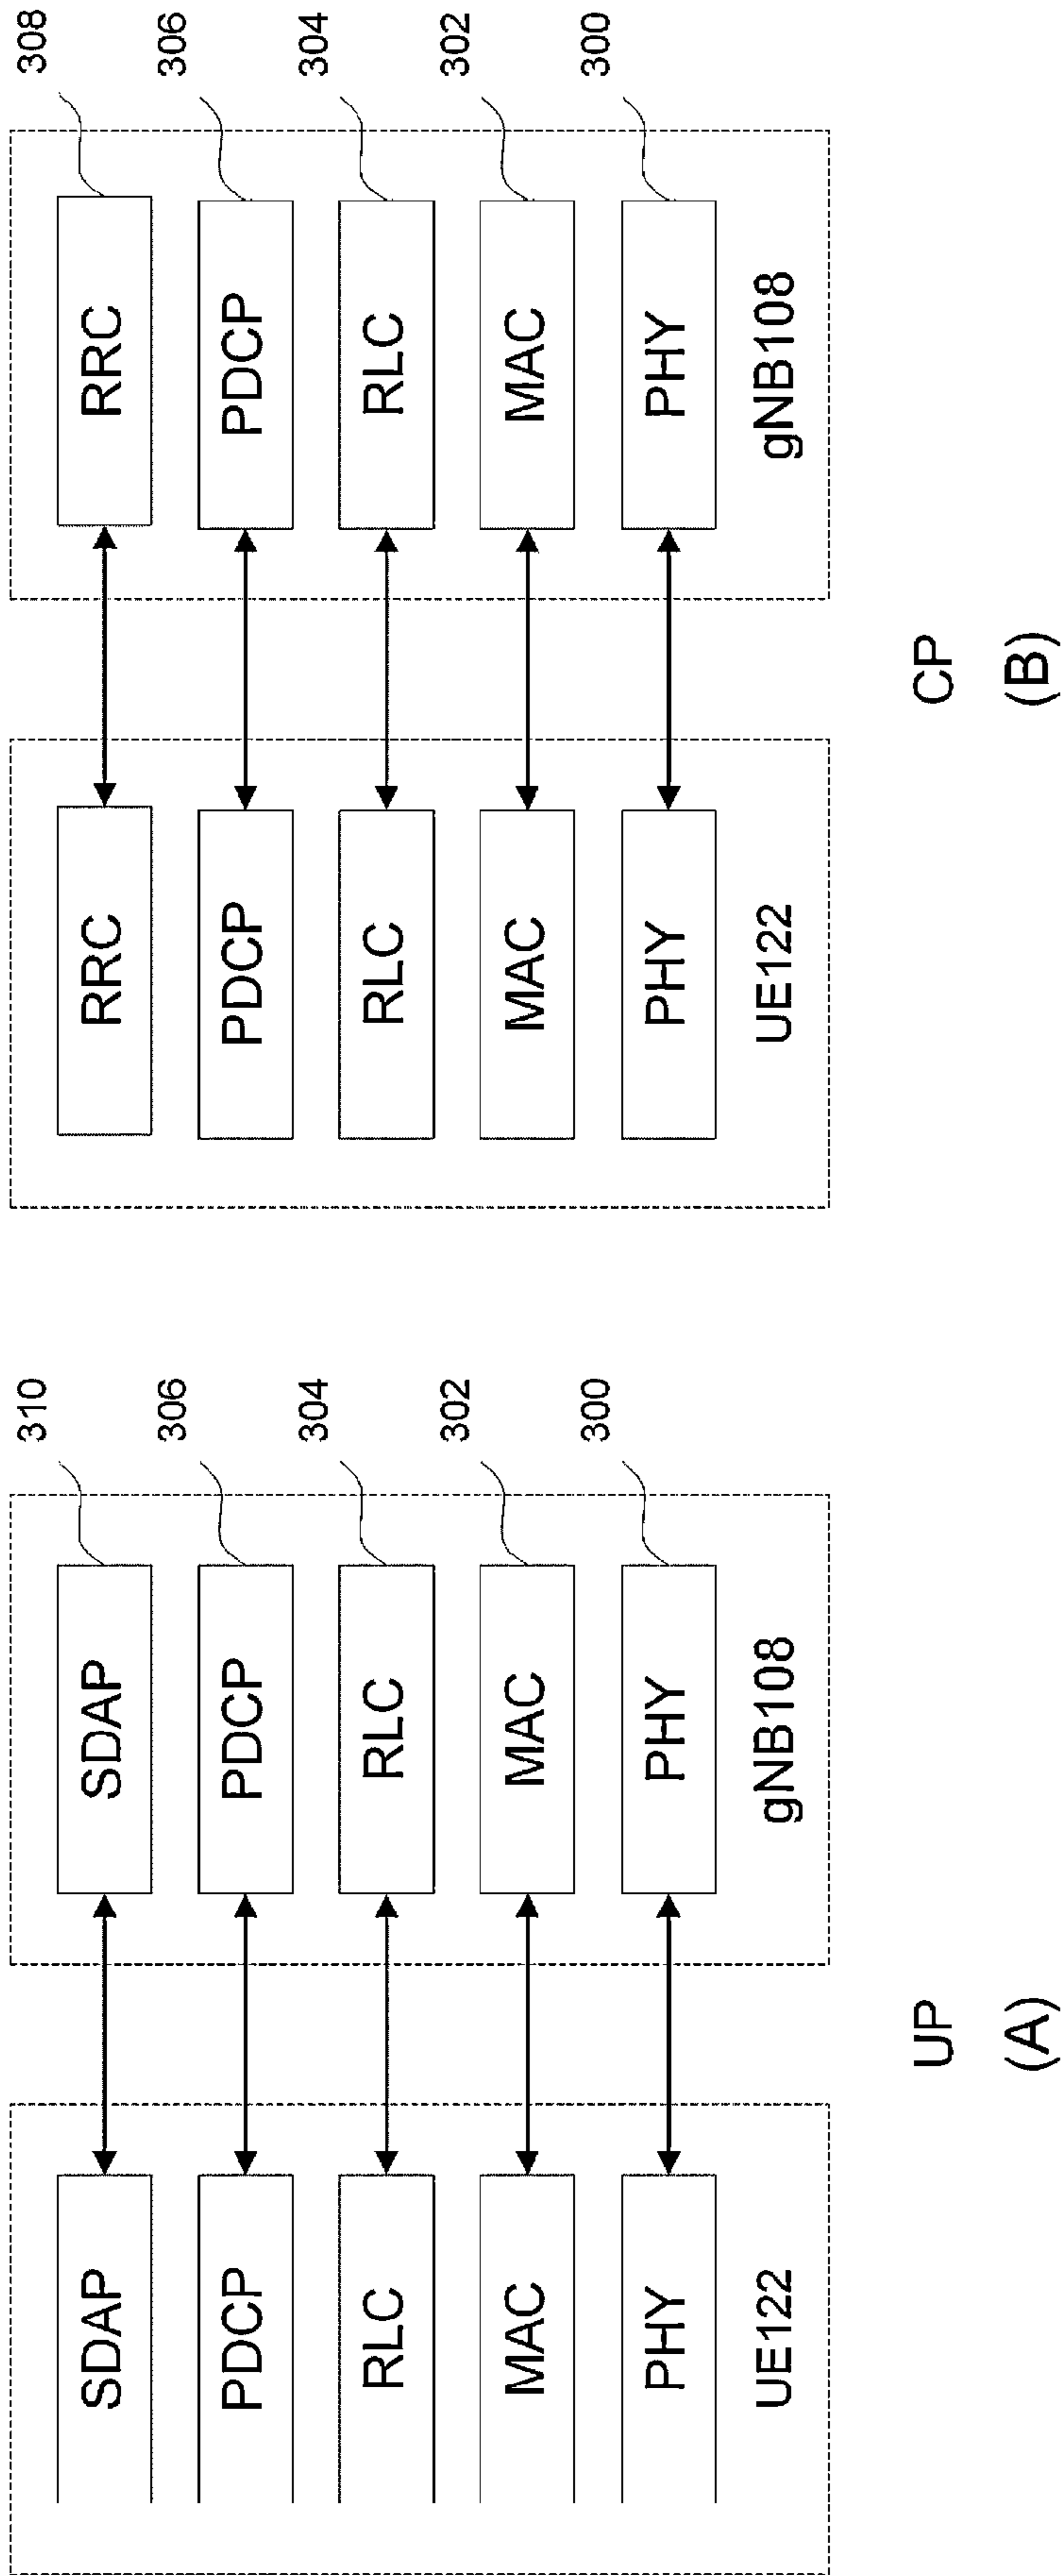 SDAP SDAP 310
PDCP PDCP 306
RLC RLC 304
MAC MAC 302
PHY PHY 300
UE122 gNB108
UP
(A)
RRC RRC 308
PDCP PDCP 306
RLC RLC 304
MAC MAC 302
PHY PHY 300
UE122 gNB108
CP
(B)